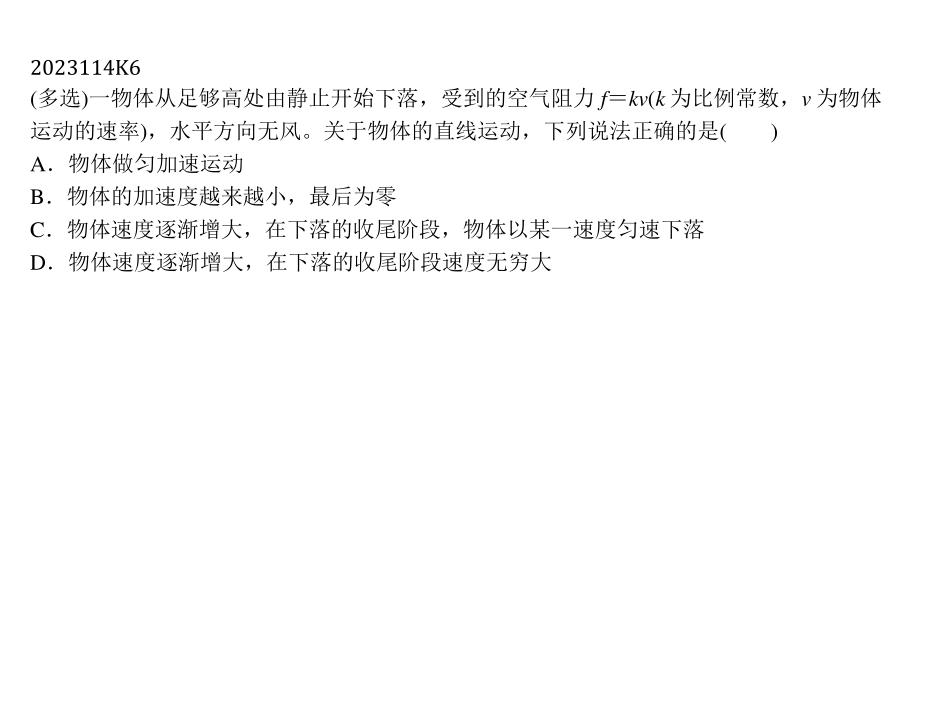 2023114K6
(多选)一物体从足够高处由静止开始下落，受到的空气阻力 f＝kv(k 为比例常数，v 为物体
运动的速率)，水平方向无风。关于物体的直线运动，下列说法正确的是(　　)
A．物体做匀加速运动
B．物体的加速度越来越小，最后为零
C．物体速度逐渐增大，在下落的收尾阶段，物体以某一速度匀速下落
D．物体速度逐渐增大，在下落的收尾阶段速度无穷大